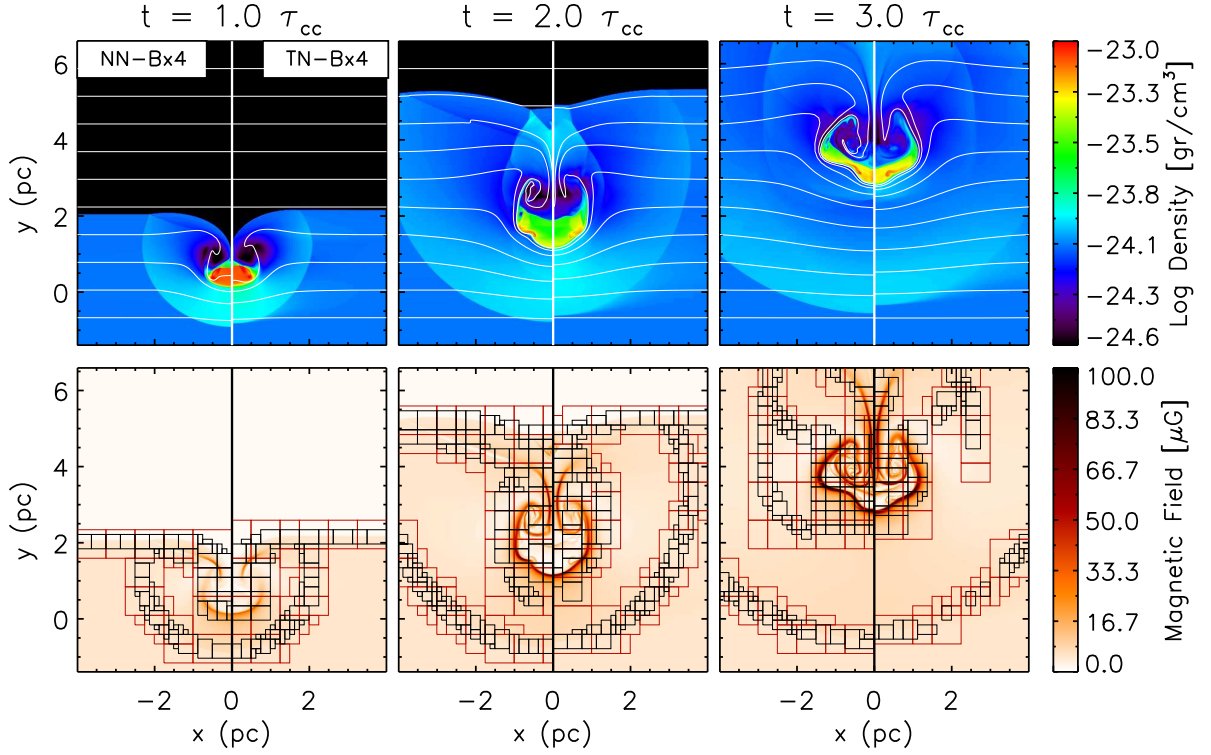 t = 1.0 τcc
t = 2.0 τcc
t = 3.0 τcc
NN−Bx4
TN−Bx4
6
4
2
0
y (pc)
−23.0
−23.3
−23.5
−23.8
−24.1
−24.3
−24.6
Log Density [gr/cm³]
6
4
2
0
y (pc)
100.0
83.3
66.7
50.0
33.3
16.7
0.0
Magnetic Field [μG]
−2 0 2
−2 0 2
−2 0 2
x (pc)
x (pc)
x (pc)